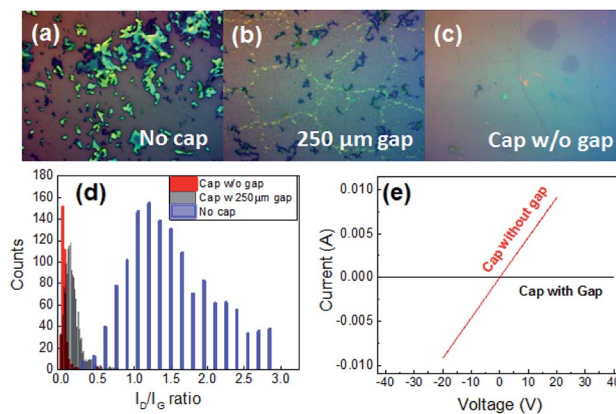 (a)
No cap
(b)
250 µm gap
(c)
Cap w/o gap
(d)
Cap w/o gap
Cap w 250µm gap
No cap
Counts
180
160
140
120
100
80
60
40
20
0
0.0 0.5 1.0 1.5 2.0 2.5 3.0
I_D/I_G ratio
(e)
Cap without gap
Cap with Gap
Current (A)
0.010
0.005
0.000
-0.005
-0.010
-40 -30 -20 -10 0 10 20 30 40
Voltage (V)